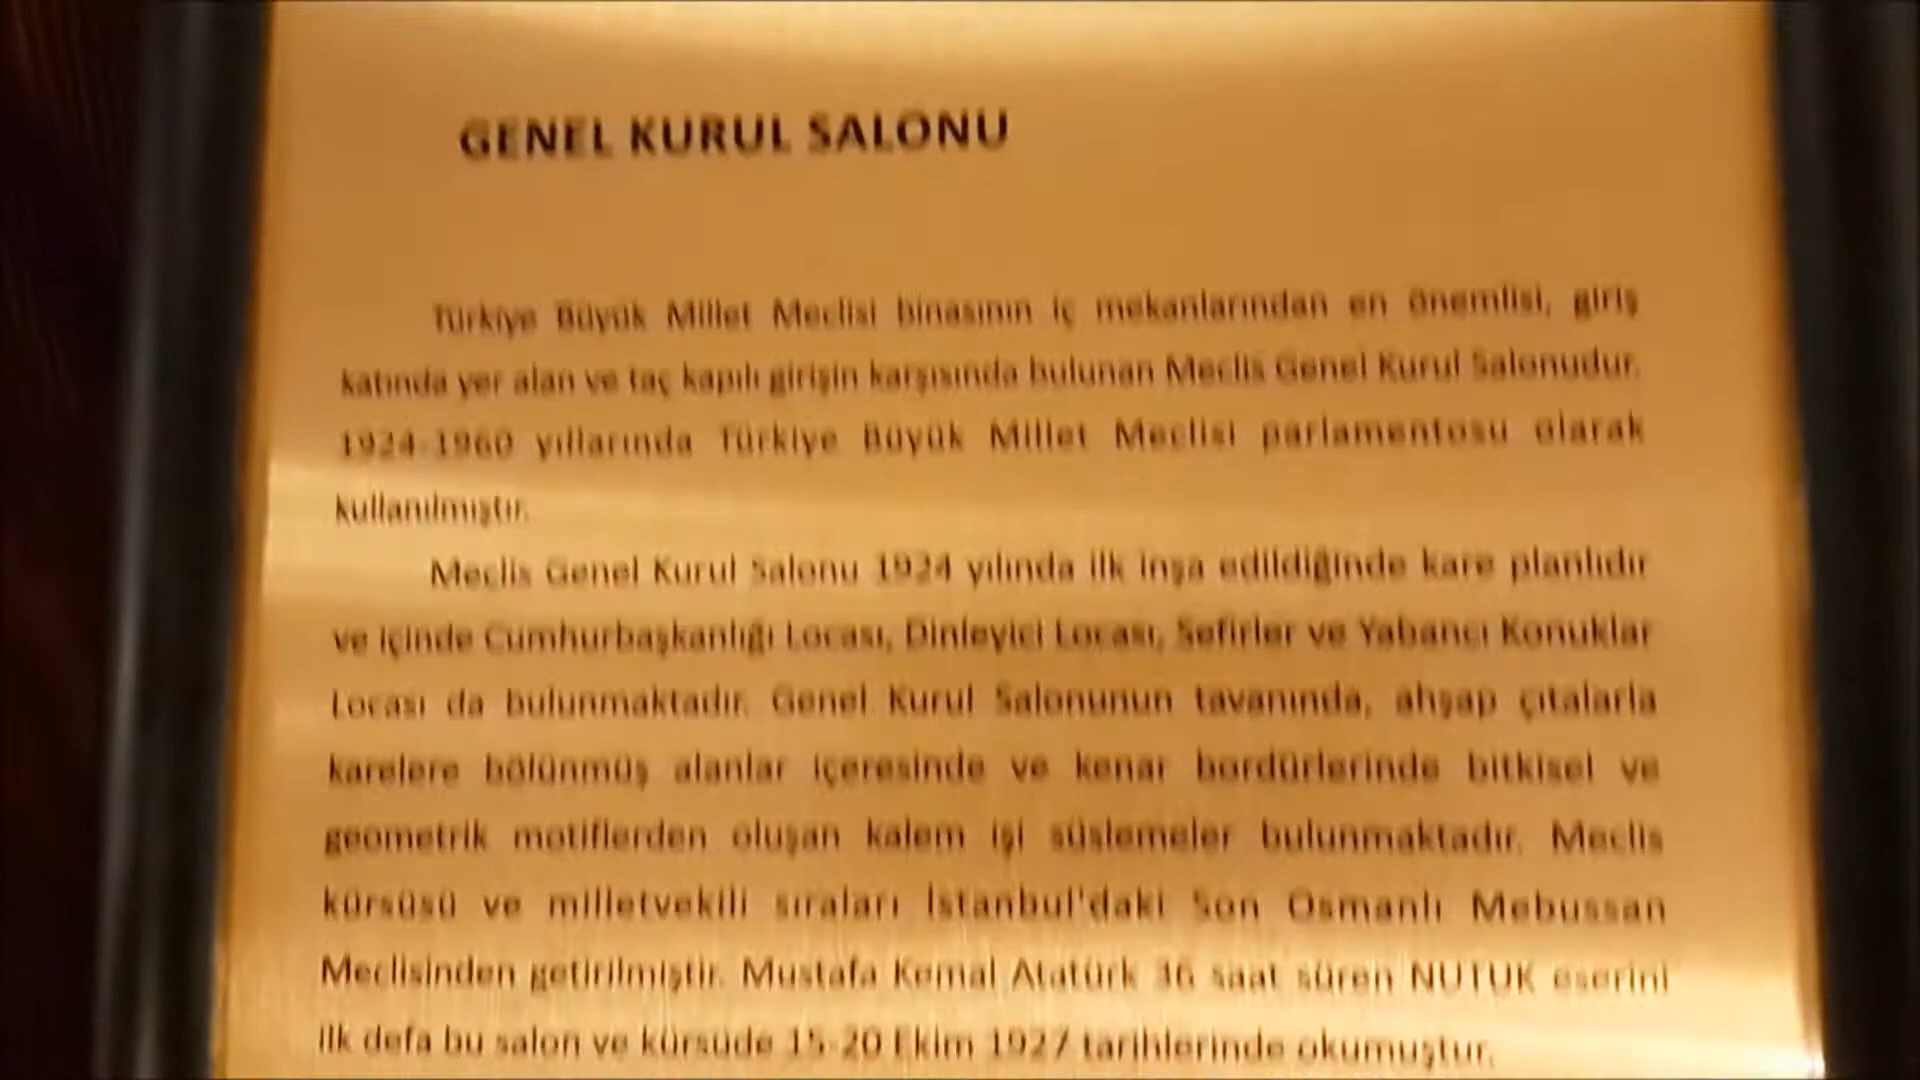 GENEL KURUL SALONU
Türkiye Büyük Millet Meclisi binasının iç mekanlarından en önemlisi, giriş
katında yer alan ve taç kapılı girişin karşısında bulunan Meclis Genel Kurul Salonudur.
1924-1960 yıllarında Türkiye Büyük Millet Meclisi parlamentosu olarak
kullanılmıştır.
Meclis Genel Kurul Salonu 1924 yılında ilk inşa edildiğinde kare planlıdır
ve içinde Cumhurbaşkanlığı Locası, Dinleyici Locası, Sefirler ve Yabancı Konuklar
Locası da bulunmaktadır. Genel Kurul Salonunun tavanında, ahşap çıtalarla
karelere bölünmüş alanlar içeresinde ve kenar bordürlerinde bitkisel ve
geometrik motiflerden oluşan kalem işi süslemeler bulunmaktadır. Meclis
kürsüsü ve milletvekili sıraları İstanbul'daki Son Osmanlı Mebussan
Meclisinden getirilmiştir. Mustafa Kemal Atatürk 36 saat süren NUTUK eserini
ilk defa bu salon ve kürsüde 15-20 Ekim 1927 tarihlerinde okumuştur.